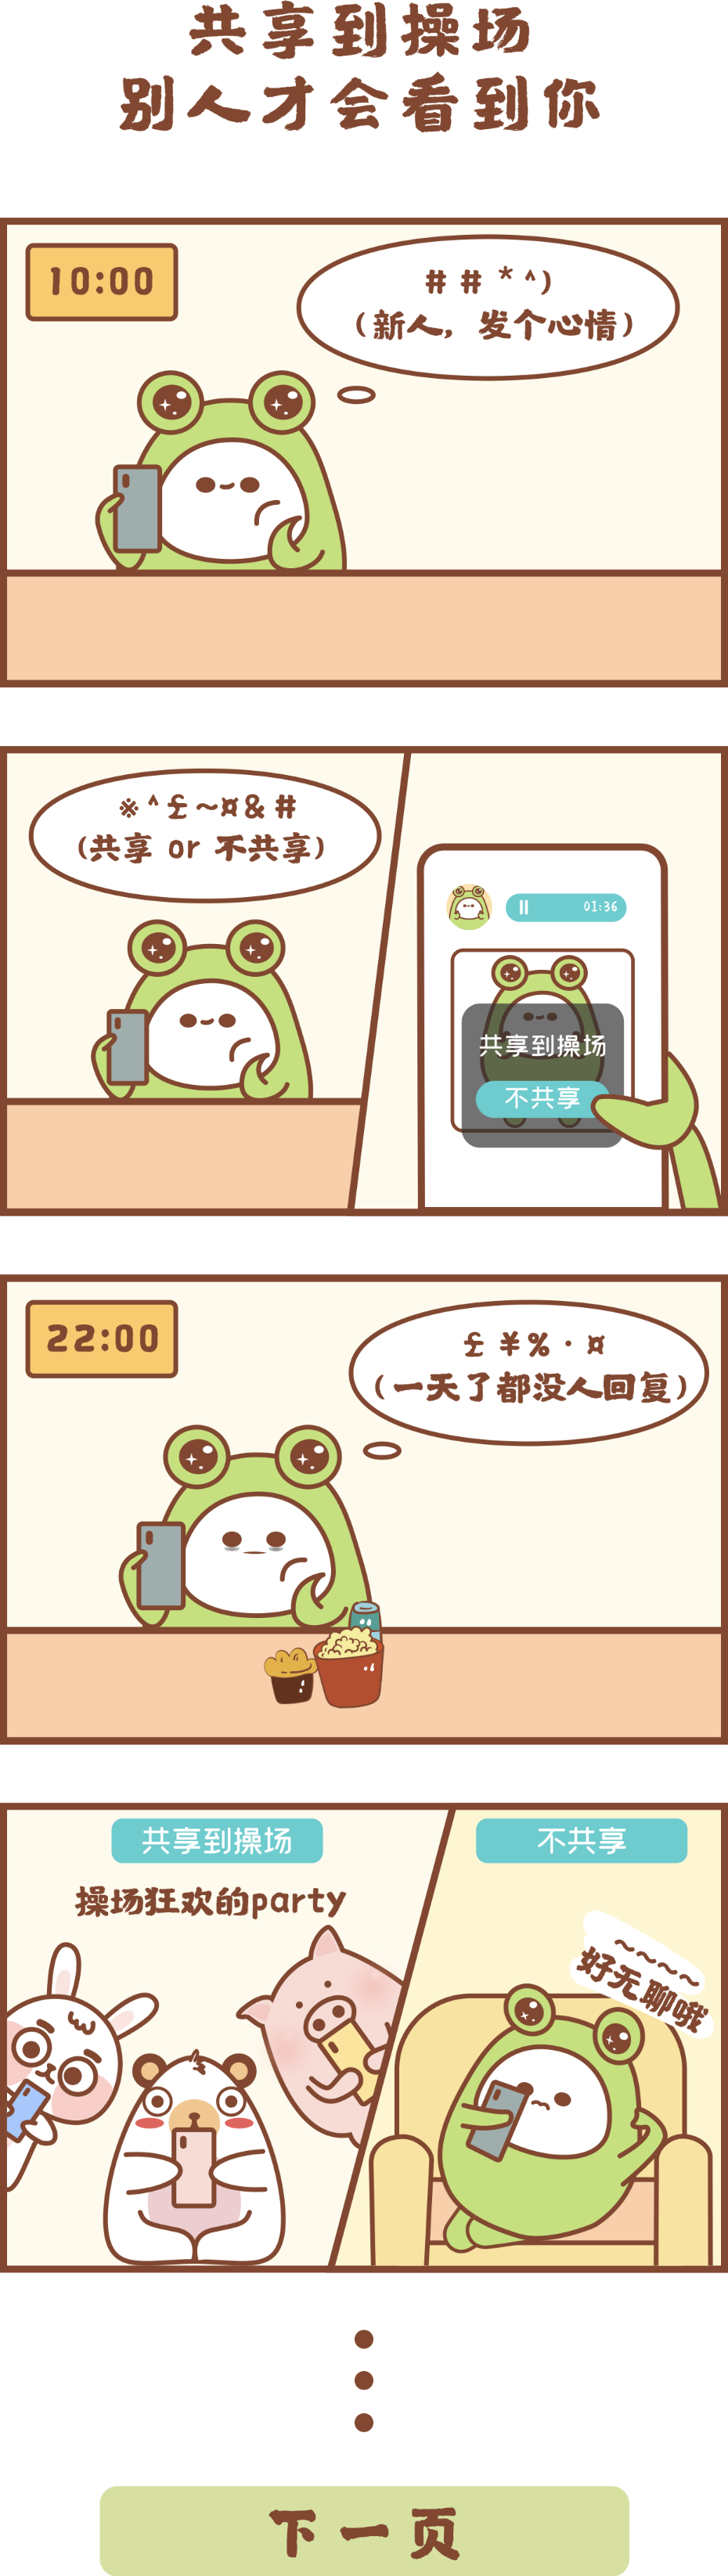 共享到操场
别人才会看到你
10:00
# # * ^)
（新人，发个心情）
※^£～¤&#
（共享 or 不共享）
01:36
共享到操场
不共享
22:00
£ ¥ % · ¤
（一天了都没人回复）
共享到操场
操场狂欢的party
不共享
～～～～
好无聊哦
下一页